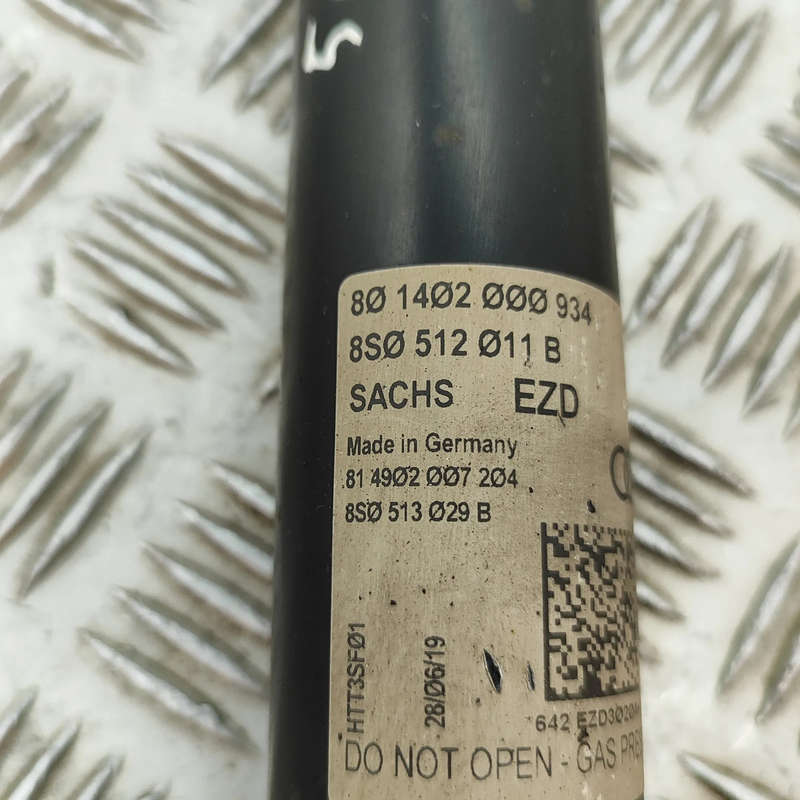 5
8Ø 14Ø2 ØØØ 934
8SØ 512 Ø11 B
SACHS EZD
Made in Germany
81 49Ø2 ØØ7 2Ø4
8SØ 513 Ø29 B
HTT3SFØ1
28/Ø6/19
DO NOT OPEN - GAS